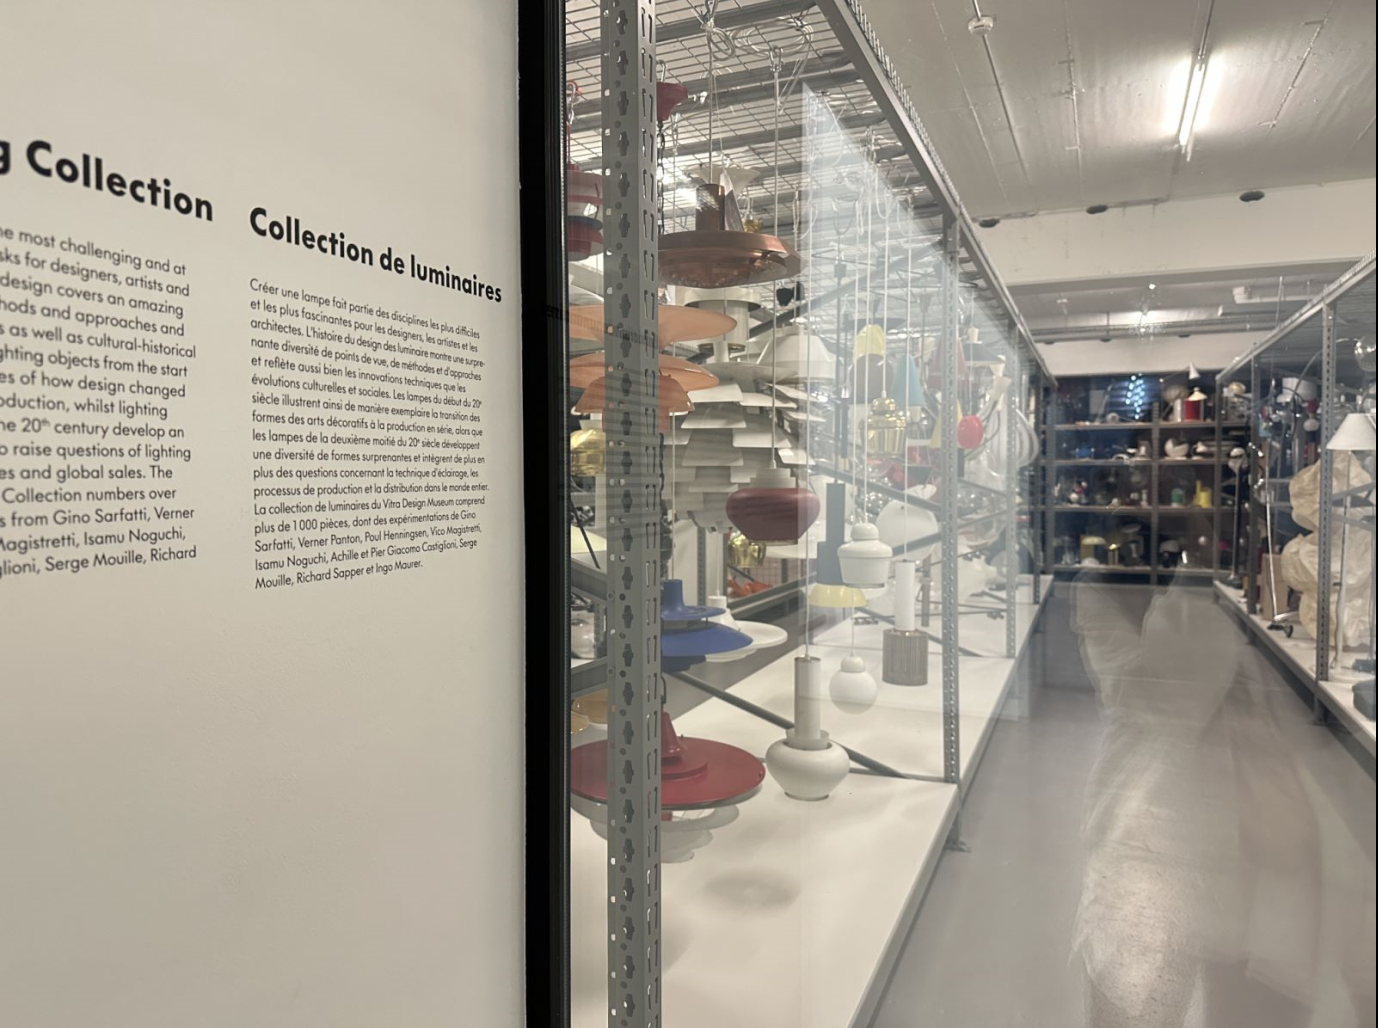 g Collection
ne most challenging and at
sks for designers, artists and
design covers an amazing
hods and approaches and
s as well as cultural-historical
ghting objects from the start
es of how design changed
oduction, whilst lighting
ne 20th century develop an
o raise questions of lighting
es and global sales. The
Collection numbers over
s from Gino Sarfatti, Verner
Magistretti, Isamu Noguchi,
glioni, Serge Mouille, Richard
Collection de luminaires
Créer une lampe fait partie des disciplines les plus difficiles
et les plus fascinantes pour les designers, les artistes et les
architectes. L'histoire du design des luminaire montre une surpre-
nante diversité de points de vue, de méthodes et d'approches
et reflète aussi bien les innovations techniques que les
évolutions culturelles et sociales. Les lampes du début du 20e
siècle illustrent ainsi de manière exemplaire la transition des
formes des arts décoratifs à la production en série, alors que
les lampes de la deuxième moitié du 20e siècle développent
une diversité de formes surprenantes et intègrent de plus en
plus des questions concernant la technique d'éclairage, les
processus de production et la distribution dans le monde entier.
La collection de luminaires du Vitra Design Museum comprend
plus de 1 000 pièces, dont des expérimentations de Gino
Sarfatti, Verner Panton, Poul Henningsen, Vico Magistretti,
Isamu Noguchi, Achille et Pier Giacomo Castiglioni, Serge
Mouille, Richard Sapper et Ingo Maurer.